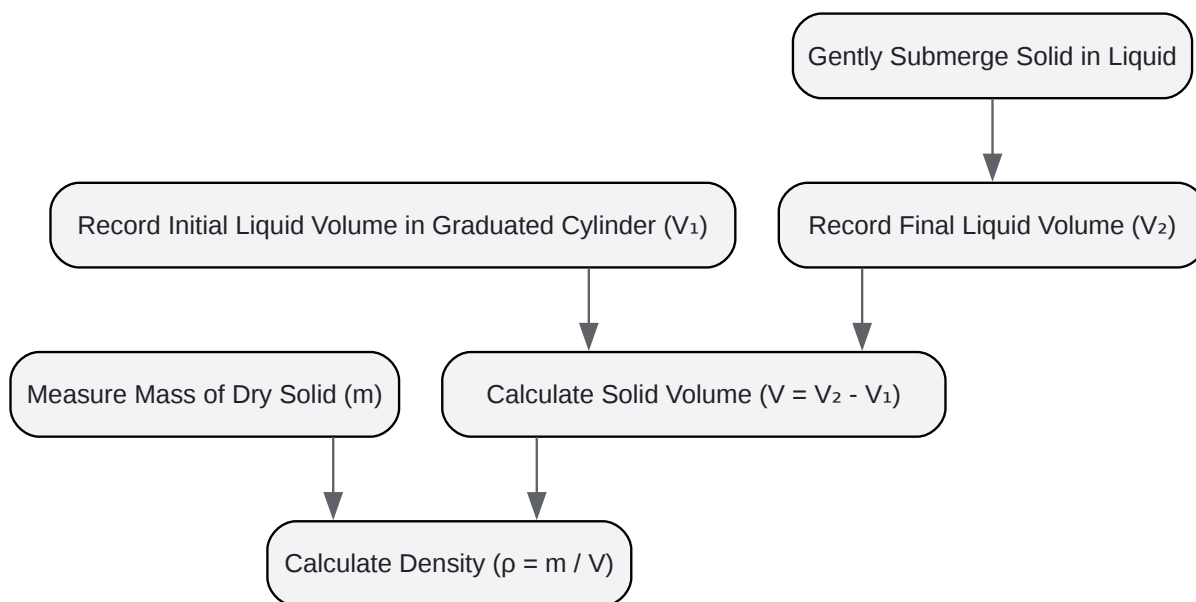 Gently Submerge Solid in Liquid
Record Initial Liquid Volume in Graduated Cylinder (V₁)
Record Final Liquid Volume (V₂)
Measure Mass of Dry Solid (m)
Calculate Solid Volume (V = V₂ - V₁)
Calculate Density (ρ = m / V)